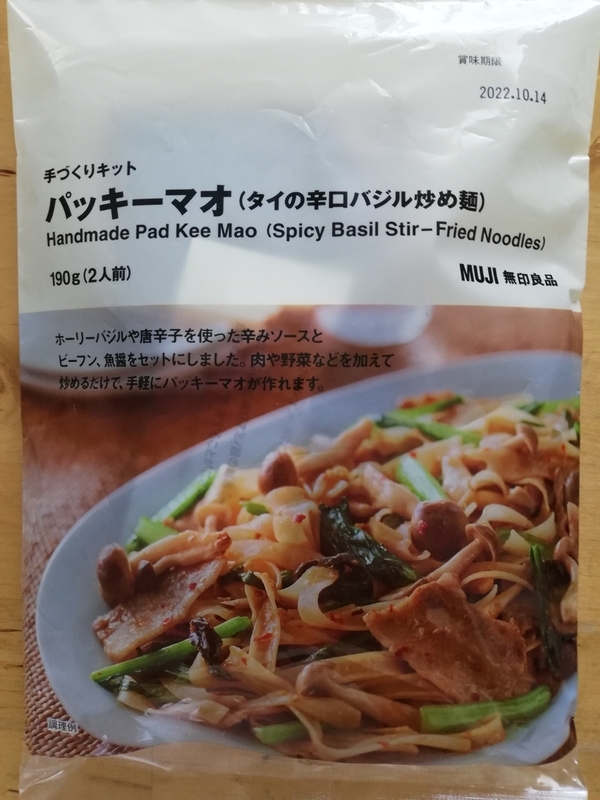 賞味期限
2022.10.14
手づくりキット
パッキーマオ（タイの辛口バジル炒め麺）
Handmade Pad Kee Mao (Spicy Basil Stir-Fried Noodles)
190g（2人前）
MUJI 無印良品
ホーリーバジルや唐辛子を使った辛みソースと
ビーフン、魚醤をセットにしました。肉や野菜などを加えて
炒めるだけで、手軽にパッキーマオが作れます。
調理例